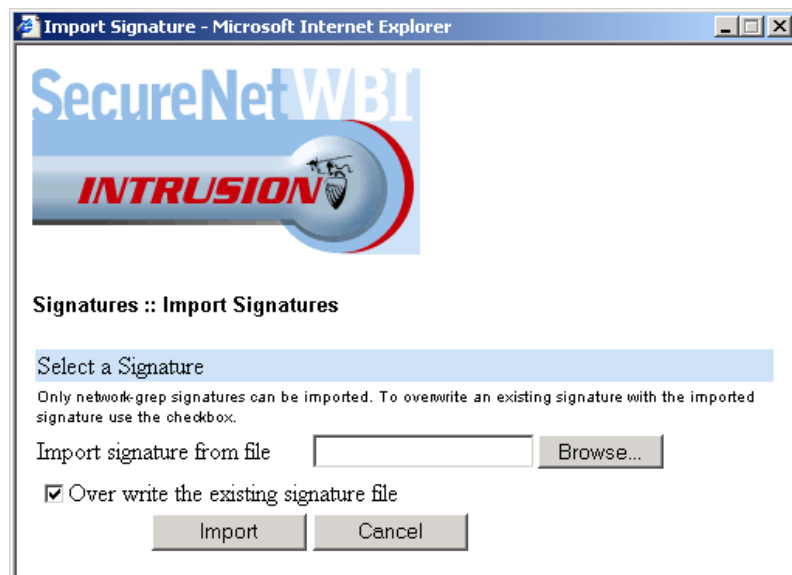 Import Signature - Microsoft Internet Explorer
SecureNetWBI
INTRUSION
Signatures :: Import Signatures
Select a Signature
Only network-grep signatures can be imported. To overwrite an existing signature with the imported
signature use the checkbox.
Import signature from file Browse...
Over write the existing signature file
Import Cancel